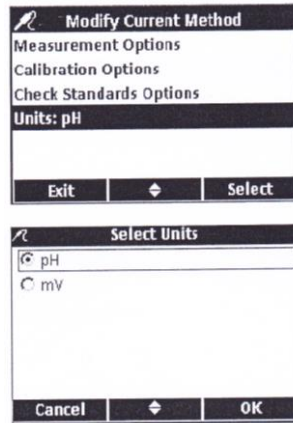 Modify Current Method
Measurement Options
Calibration Options
Check Standards Options
Units: pH
Exit
Select
Select Units
pH
mV
Cancel
OK